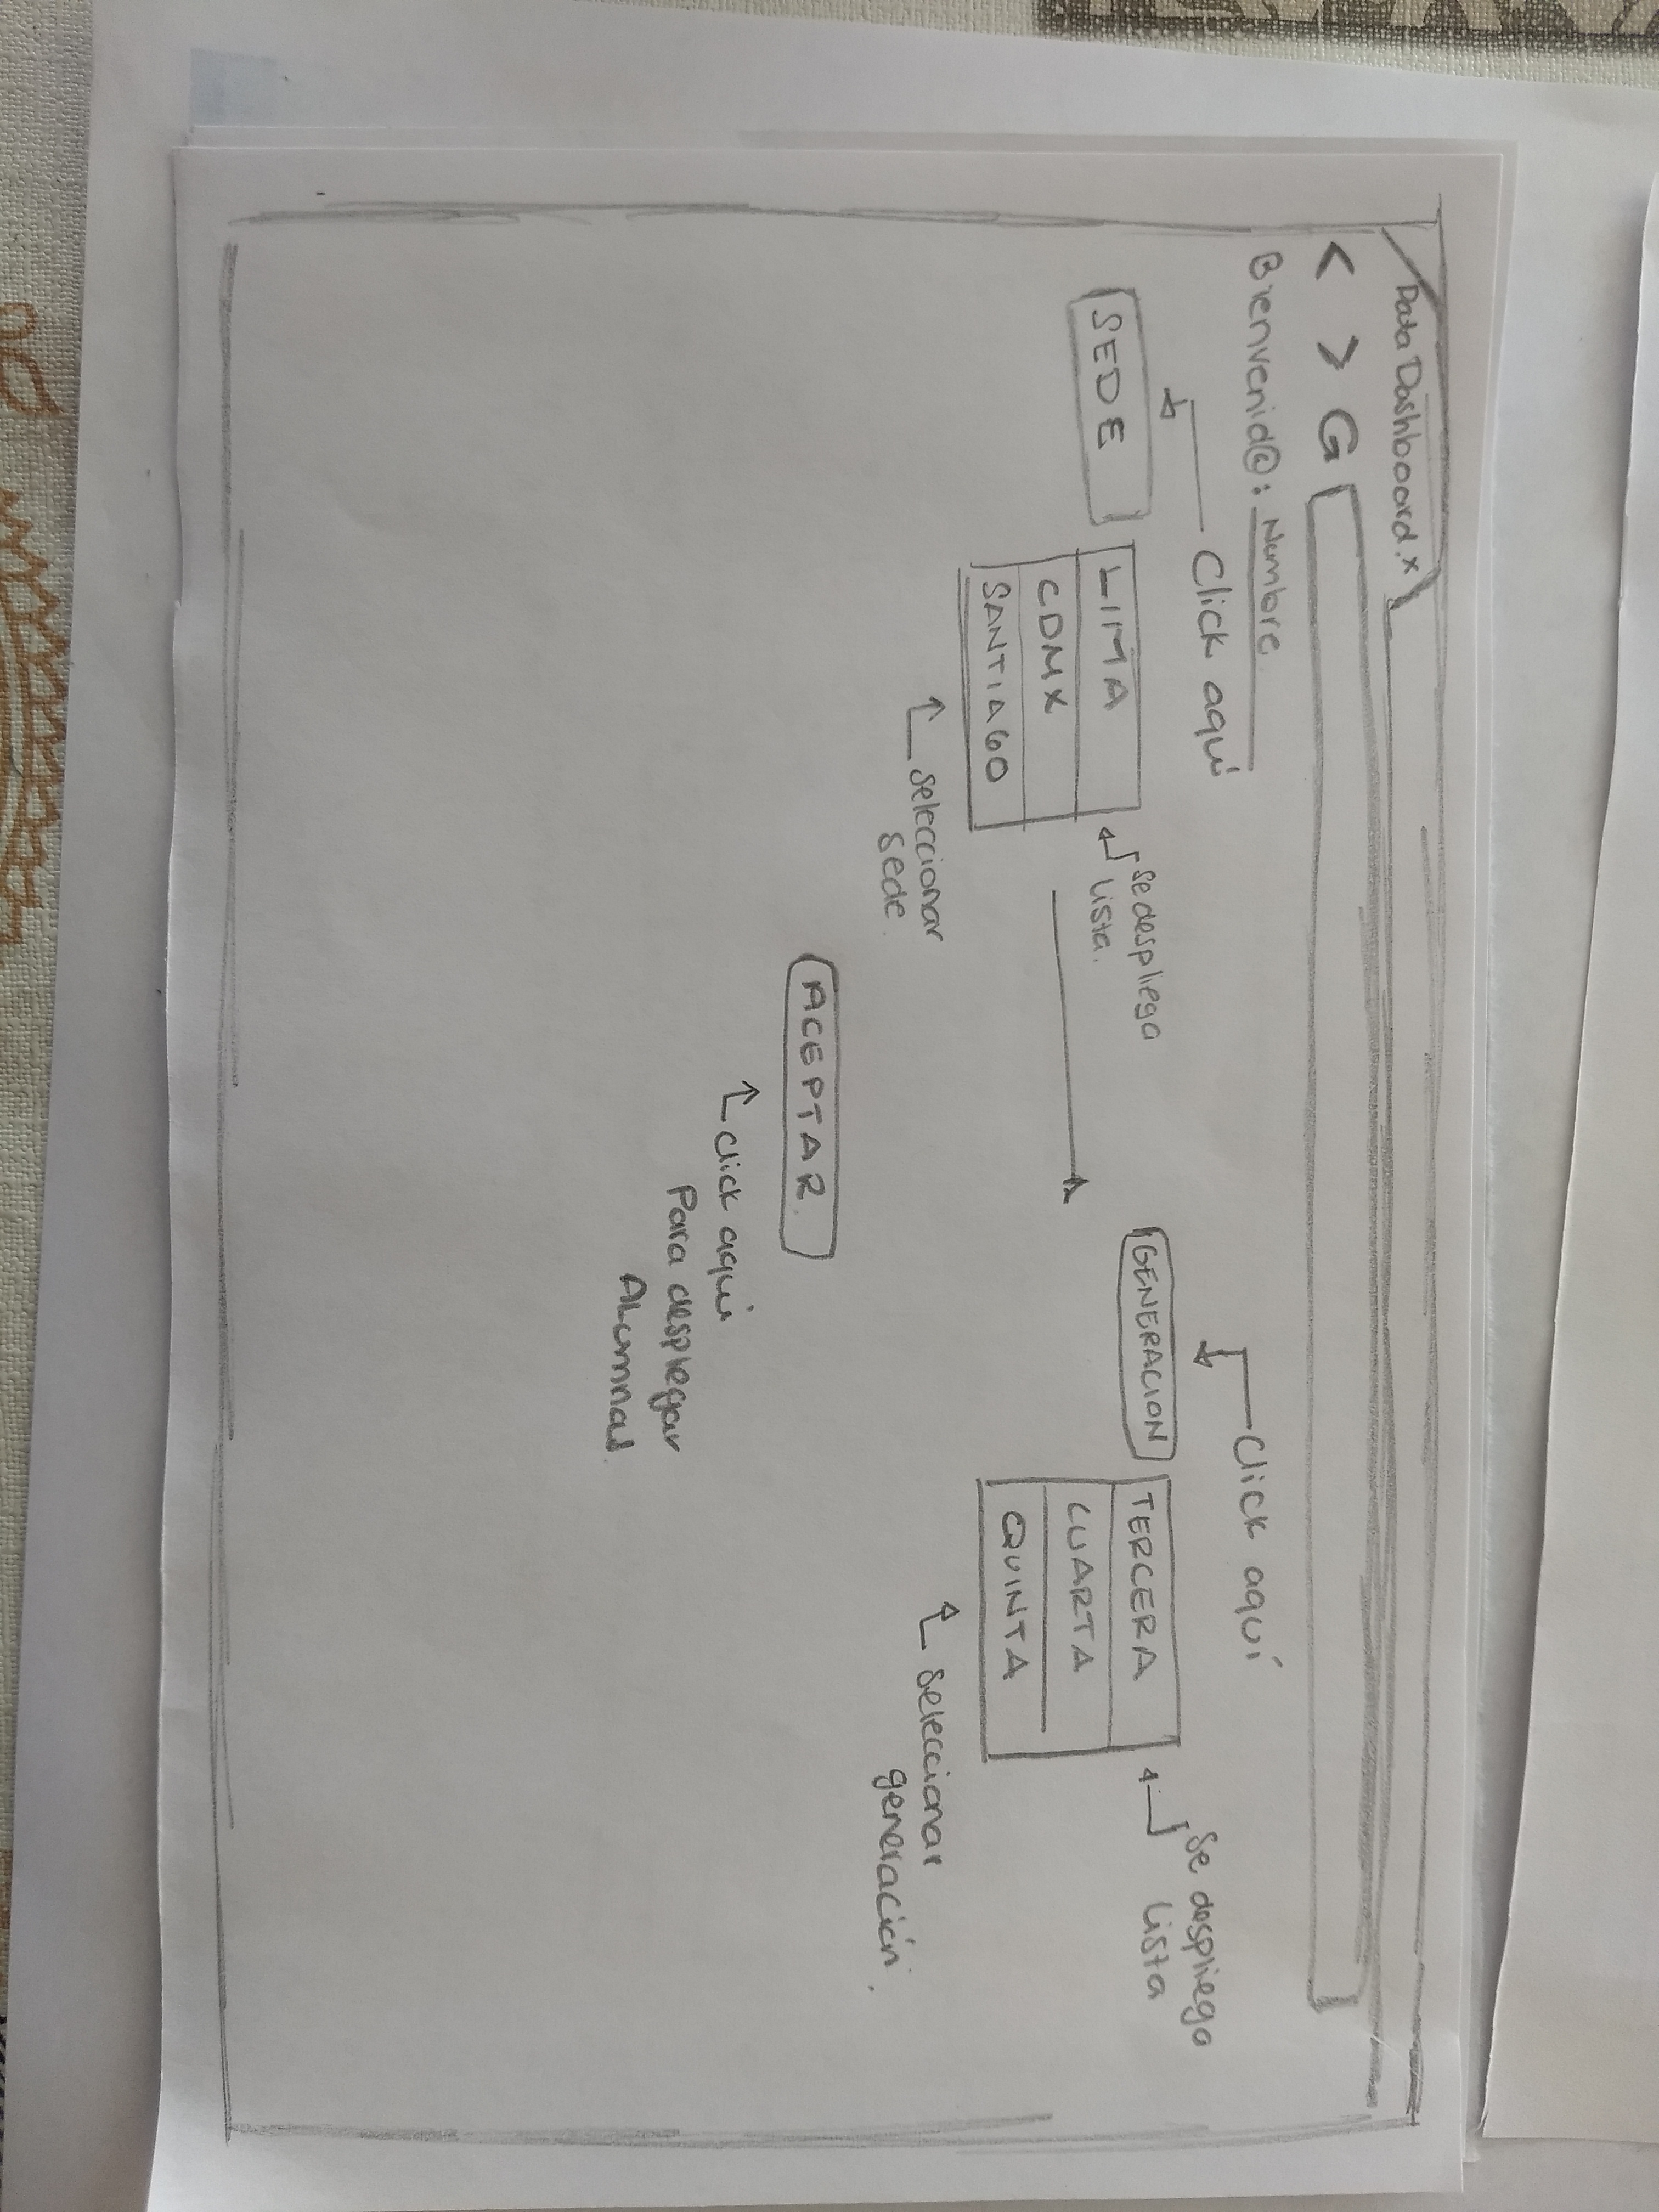 Data Dashboard. x
< > G
Bienvenid@: Nombre
Click aquí
SEDE
LIMA
CDMX
SANTIAGO
se despliega
lista.
seleccionar
sede.
Click aquí
GENERACION
TERCERA
CUARTA
QUINTA
Se despliega
lista
seleccionar
generación.
ACEPTAR.
click aqui
Para desplegar
Alumnas.